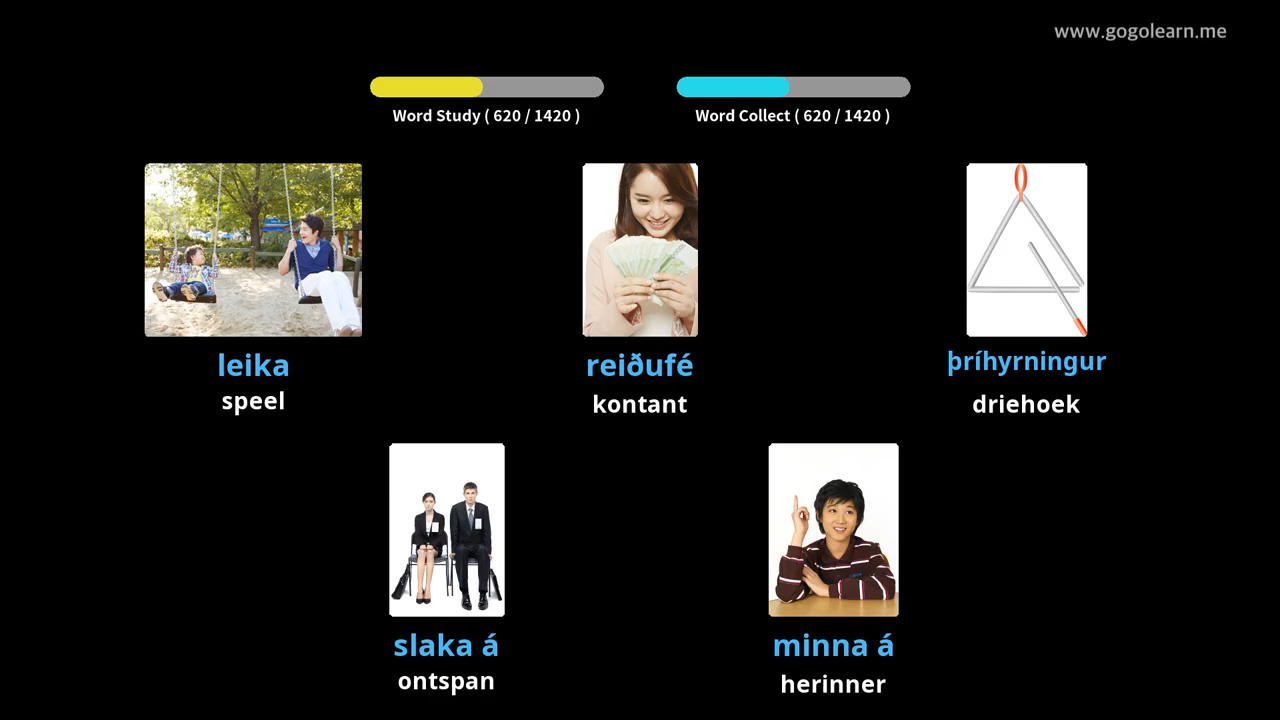 www.gogolearn.me
Word Study ( 620 / 1420 )
Word Collect ( 620 / 1420 )
leika
speel
reiðufé
kontant
þríhyrningur
driehoek
slaka á
ontspan
minna á
herinner